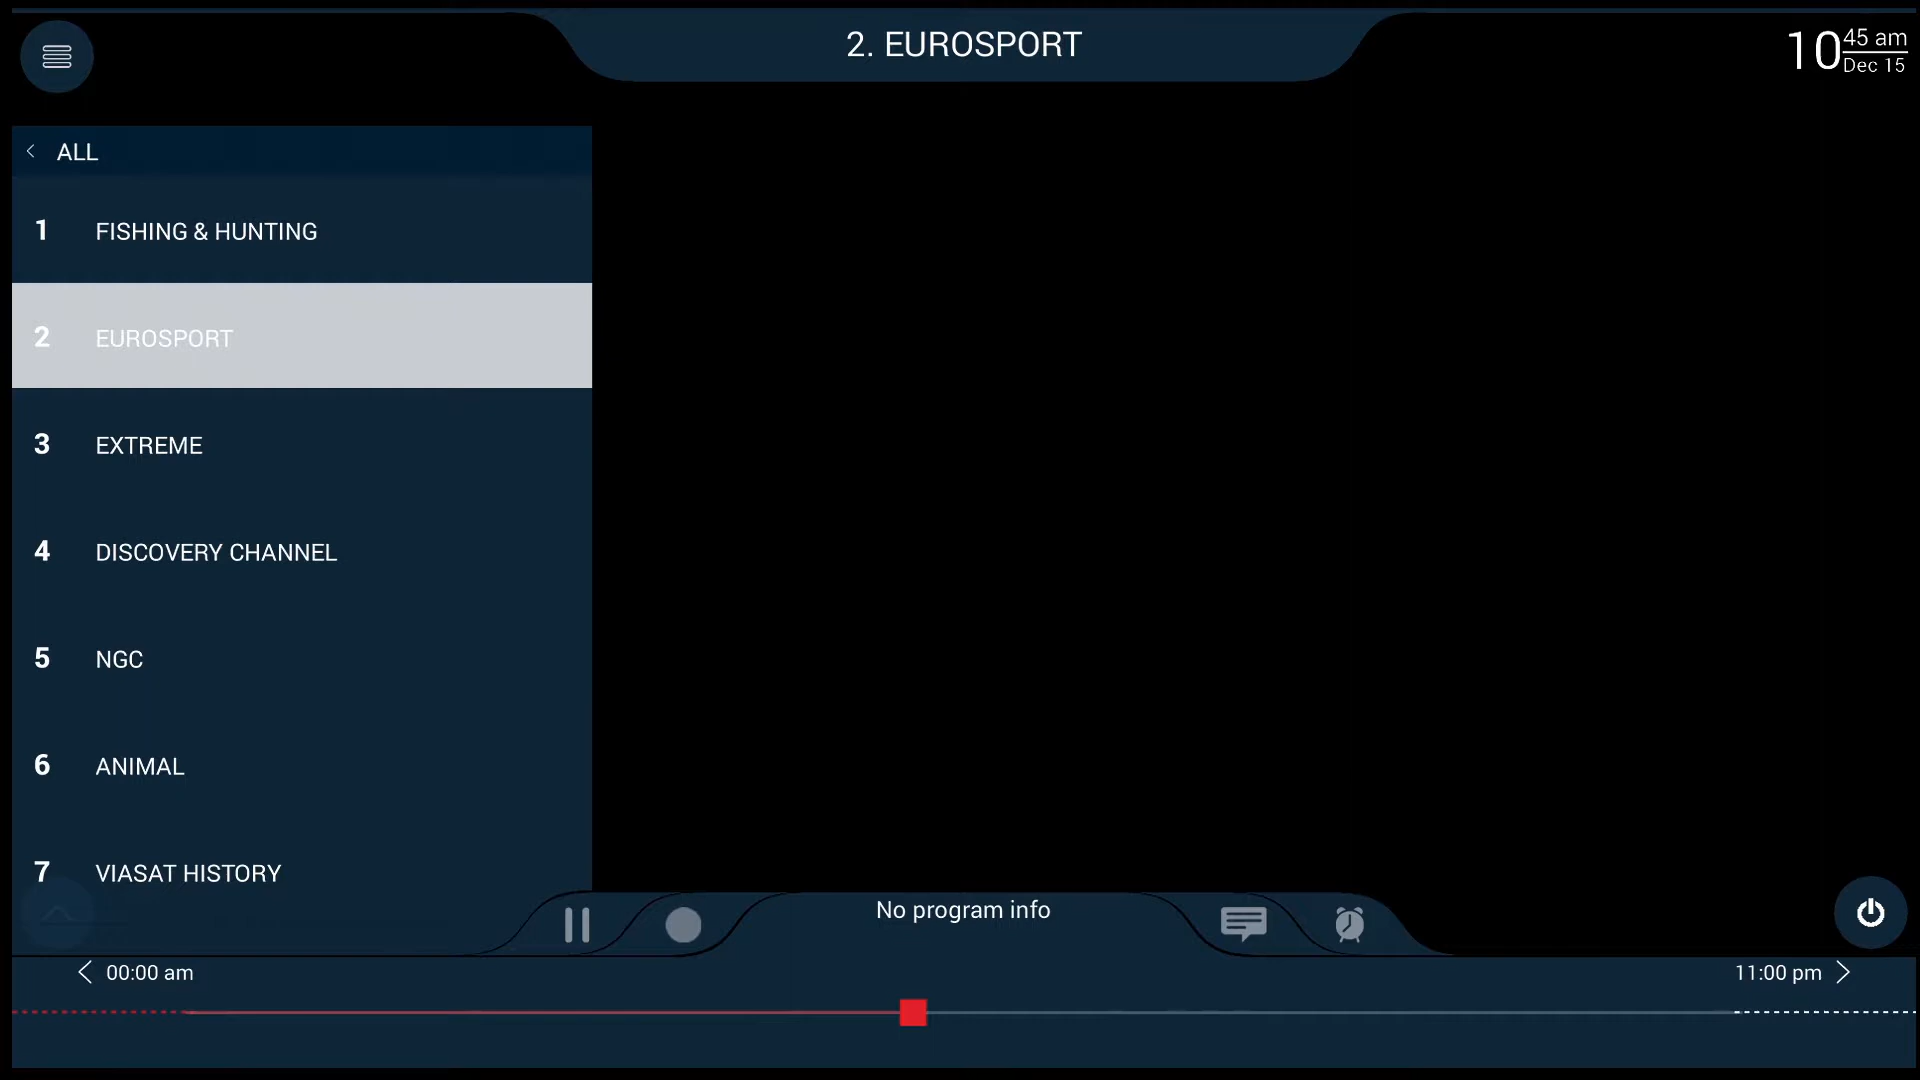 2. EUROSPORT
10 45 am
Dec 15
ALL
1 FISHING & HUNTING
2 EUROSPORT
3 EXTREME
4 DISCOVERY CHANNEL
5 NGC
6 ANIMAL
7 VIASAT HISTORY
No program info
00:00 am
11:00 pm